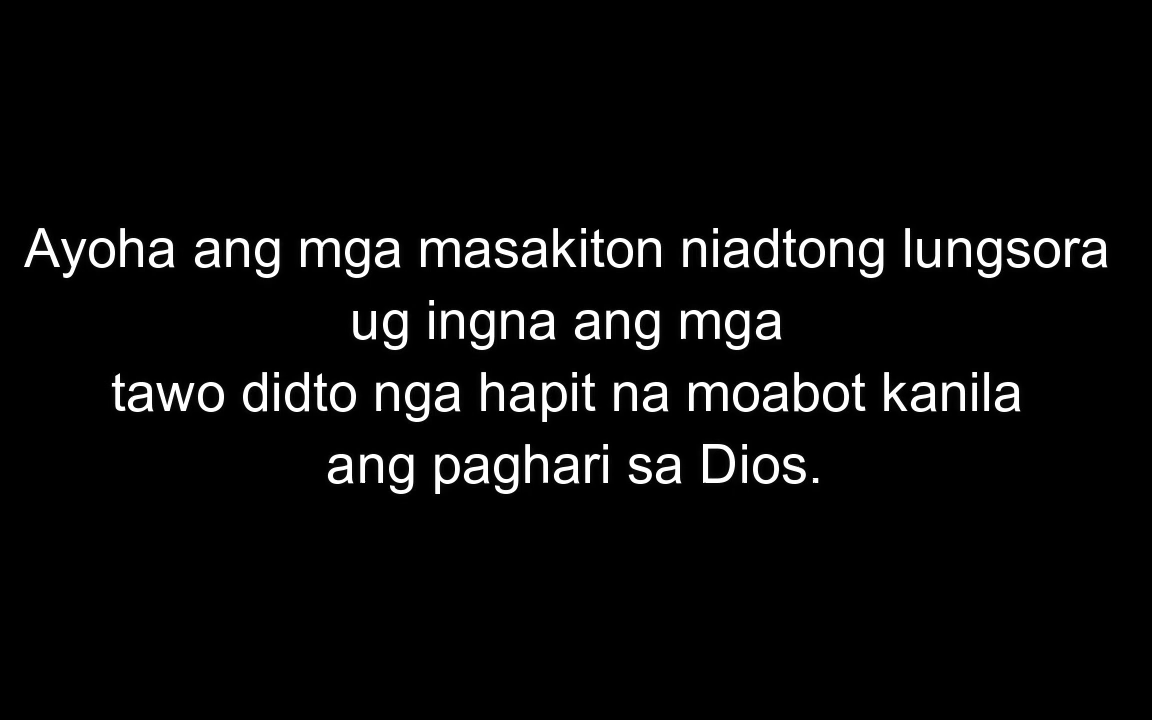 Ayoha ang mga masakiton niadtong lungsora
ug ingna ang mga
tawo didto nga hapit na moabot kanila
ang paghari sa Dios.